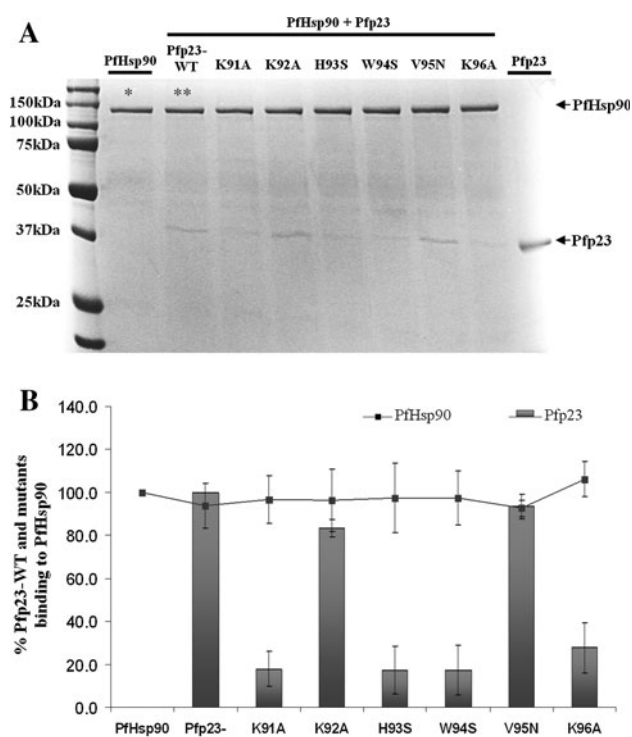 A
PfHsp90 + Pfp23
PfHsp90 Pfp23-WT K91A K92A H93S W94S V95N K96A Pfp23
* **
150kDa
PfHsp90
100kDa
75kDa
50kDa
37kDa
Pfp23
25kDa
B
% Pfp23-WT and mutants
binding to PfHsp90
140.0
PfHsp90 Pfp23
120.0
100.0
80.0
60.0
40.0
20.0
0.0
PfHsp90 Pfp23- K91A K92A H93S W94S V95N K96A